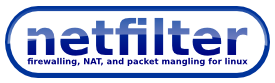 netfilter
firewalling, NAT, and packet mangling for linux